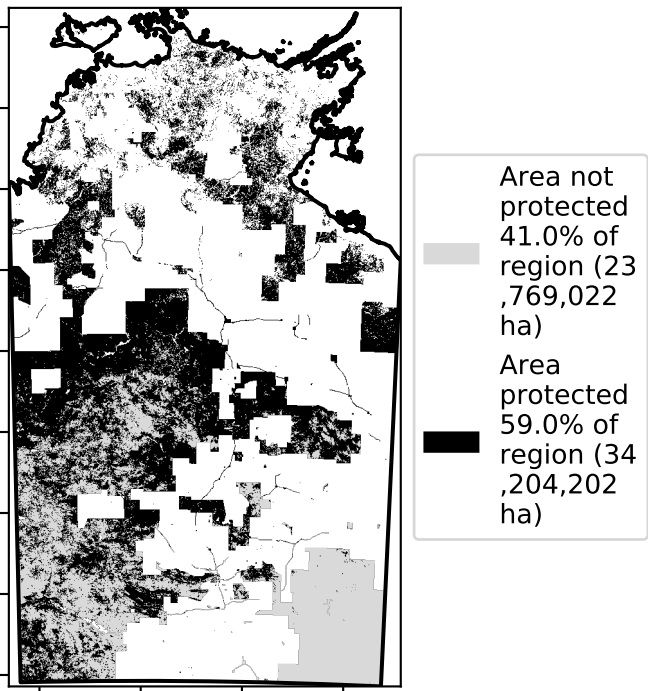 Area not
protected
41.0% of
region (23
,769,022
ha)
Area
protected
59.0% of
region (34
,204,202
ha)